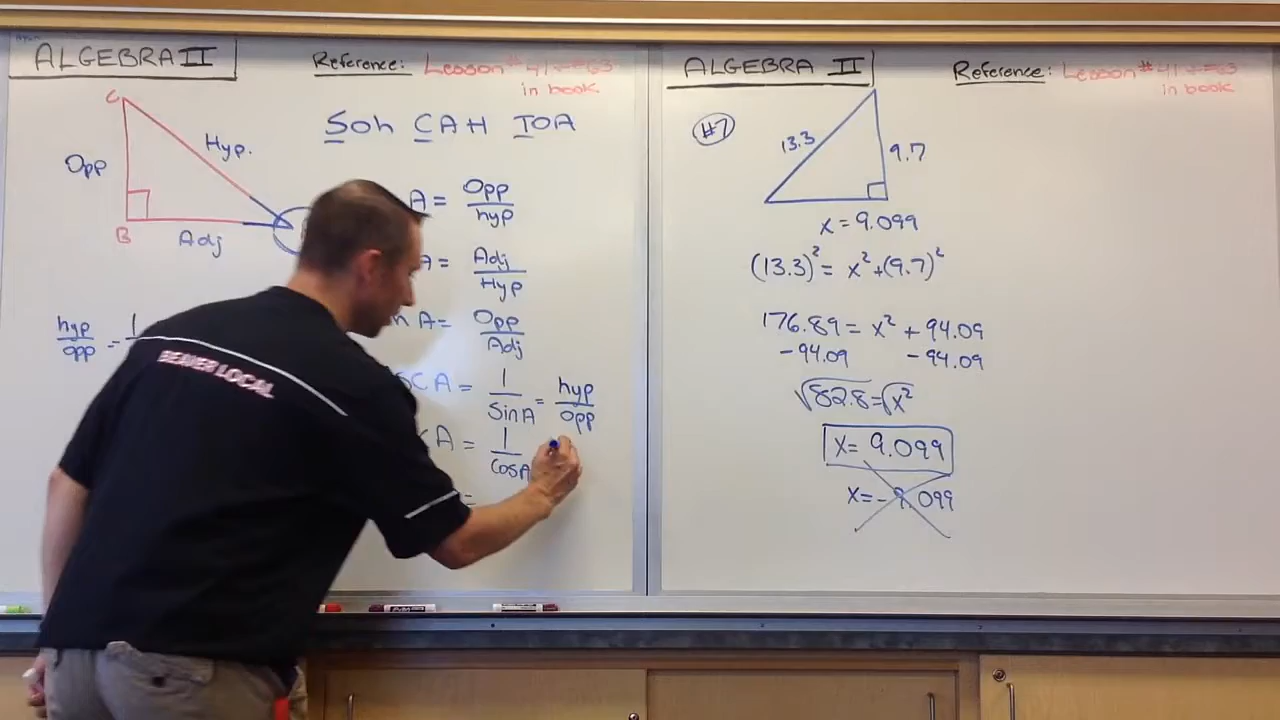 ALGEBRA II
Reference: Lesson #41 - #63
in book
C
Opp
Hyp.
B
Adj
Soh CAH TOA
A = Opp/hyp
A = Adj/Hyp
n A = Opp/Adj
hyp/opp = 1
SCA = 1/SinA = hyp/opp
A = 1/cosA
=
BEAVER LOCAL
ALGEBRA II
Reference: Lesson #41 - #63
in book
#7
13.3
9.7
x = 9.099
(13.3)² = x² + (9.7)²
176.89 = x² + 94.09
-94.09 -94.09
√82.8 = √x²
x = 9.099
x = -9.099